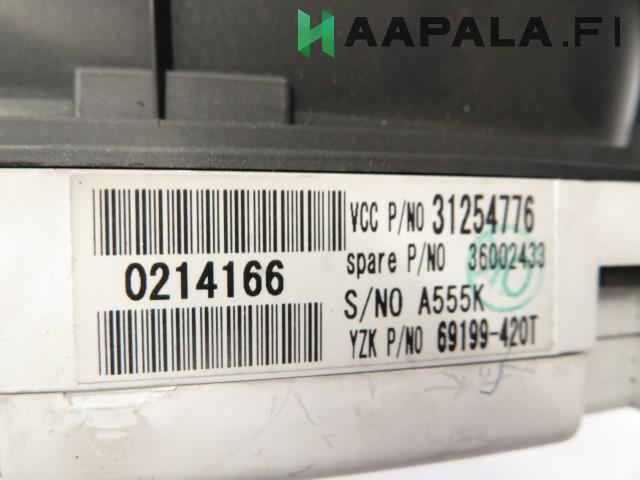 HAAPALA.FI
VCC P/NO 31254776
spare P/NO 36002433
0214166
S/NO A555K
YZK P/NO 69199-420T